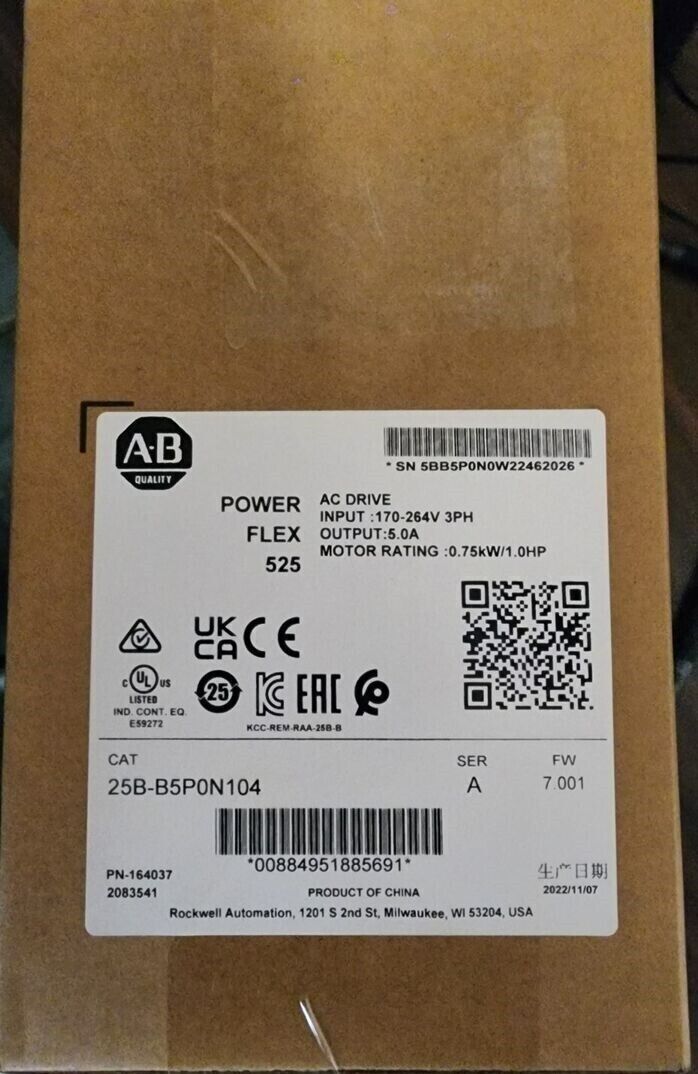 A-B
QUALITY
* SN 5BB5P0N0W22462026 *
POWER
FLEX
525
AC DRIVE
INPUT :170-264V 3PH
OUTPUT:5.0A
MOTOR RATING :0.75kW/1.0HP
UK
CA
CE
C UL US
LISTED
IND. CONT. EQ.
E59272
25
KC
EAC
KCC-REM-RAA-25B-B
CAT
25B-B5P0N104
SER
A
FW
7.001
*00884951885691*
PN-164037
2083541
PRODUCT OF CHINA
生产日期
2022/11/07
Rockwell Automation, 1201 S 2nd St, Milwaukee, WI 53204, USA